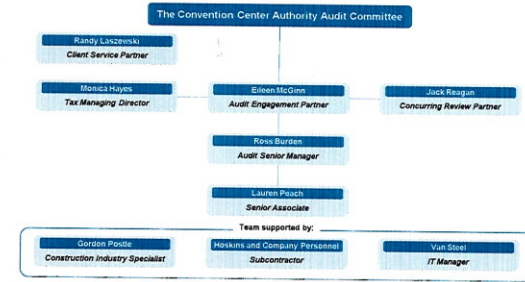 The Convention Center Authority Audit Committee
Randy Laszewski
Client Service Partner
Monica Hayes
Tax Managing Director
Eileen McGinn
Audit Engagement Partner
Jack Reagan
Concurring Review Partner
Ross Burden
Audit Senior Manager
Lauren Peach
Senior Associate
Team supported by:
Gordon Postle
Construction Industry Specialist
Hoskins and Company Personnel
Subcontractor
Van Steel
IT Manager